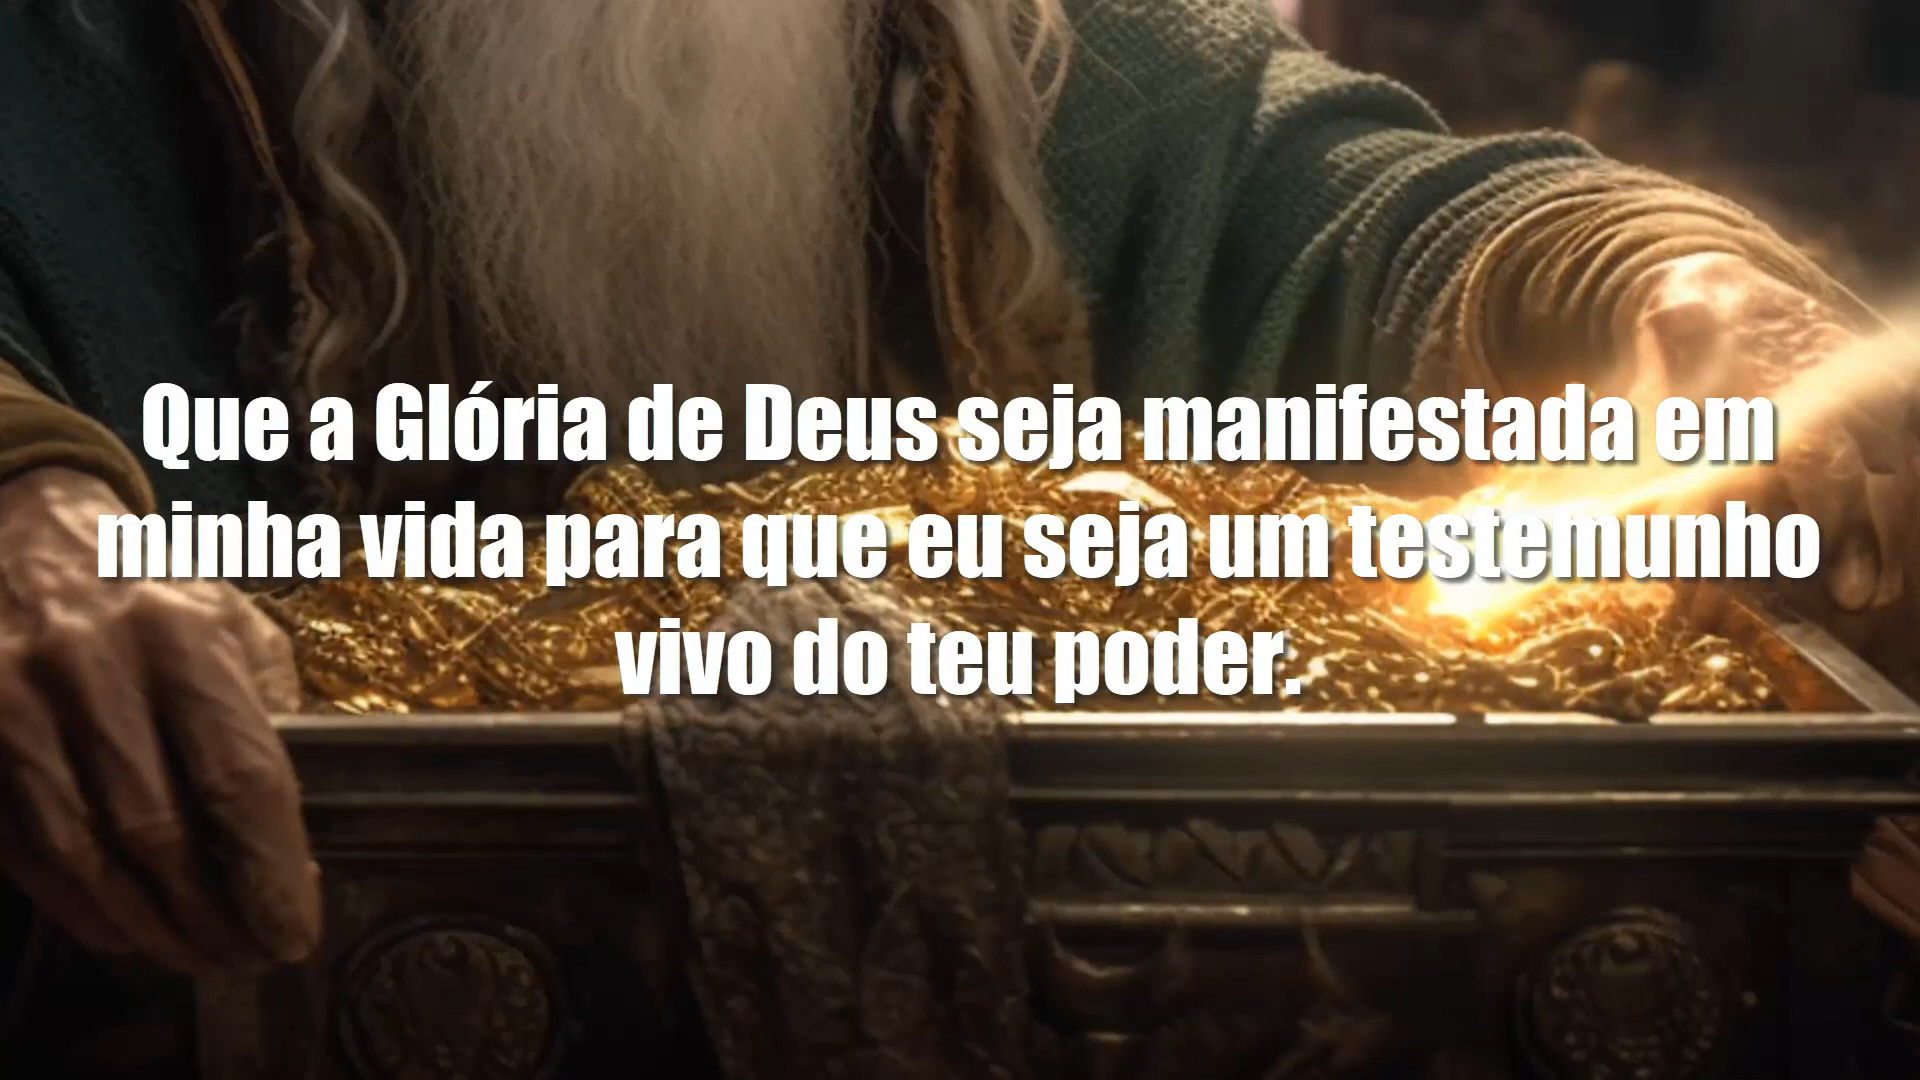 Que a Glória de Deus seja manifestada em
minha vida para que eu seja um testemunho
vivo do teu poder.